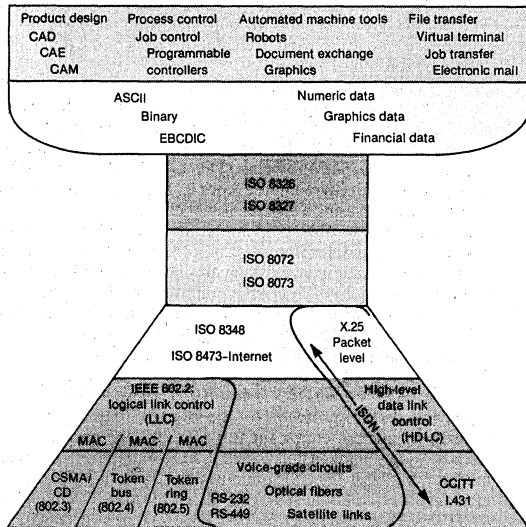 Product design Process control Automated machine tools File transfer
CAD Job control Robots Virtual terminal
CAE Programmable Document exchange Job transfer
CAM controllers Graphics Electronic mail
ASCII Numeric data
Binary Graphics data
EBCDIC Financial data
ISO 8326
ISO 8327
ISO 8072
ISO 8073
ISO 8348
ISO 8473-Internet
X.25
Packet
level
ISDN
IEEE 802.2:
logical link control
(LLC)
High-level
data link
control
(HDLC)
MAC MAC MAC
CSMA/
CD
(802.3)
Token
bus
(802.4)
Token
ring
(802.5)
Voice-grade circuits
RS-232 Optical fibers
RS-449 Satellite links
CCITT
I.431